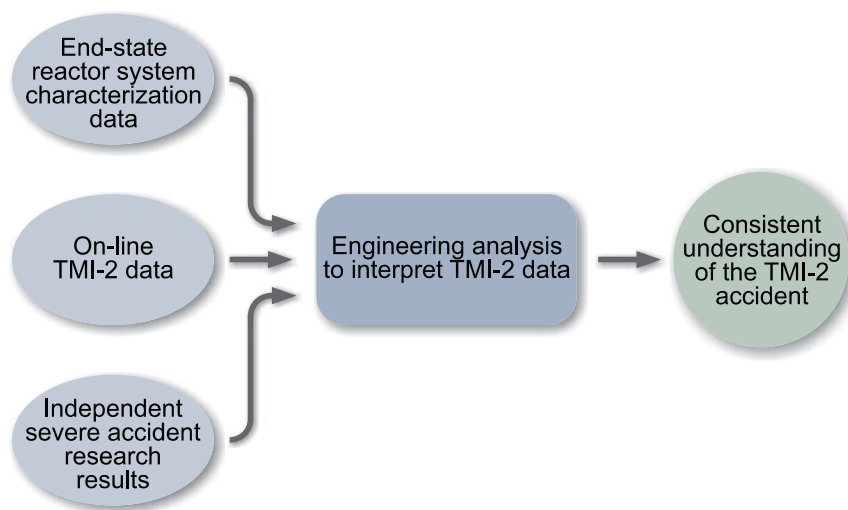 End-state
reactor system
characterization
data
On-line
TMI-2 data
Independent
severe accident
research
results
Engineering analysis
to interpret TMI-2 data
Consistent
understanding
of the TMI-2
accident